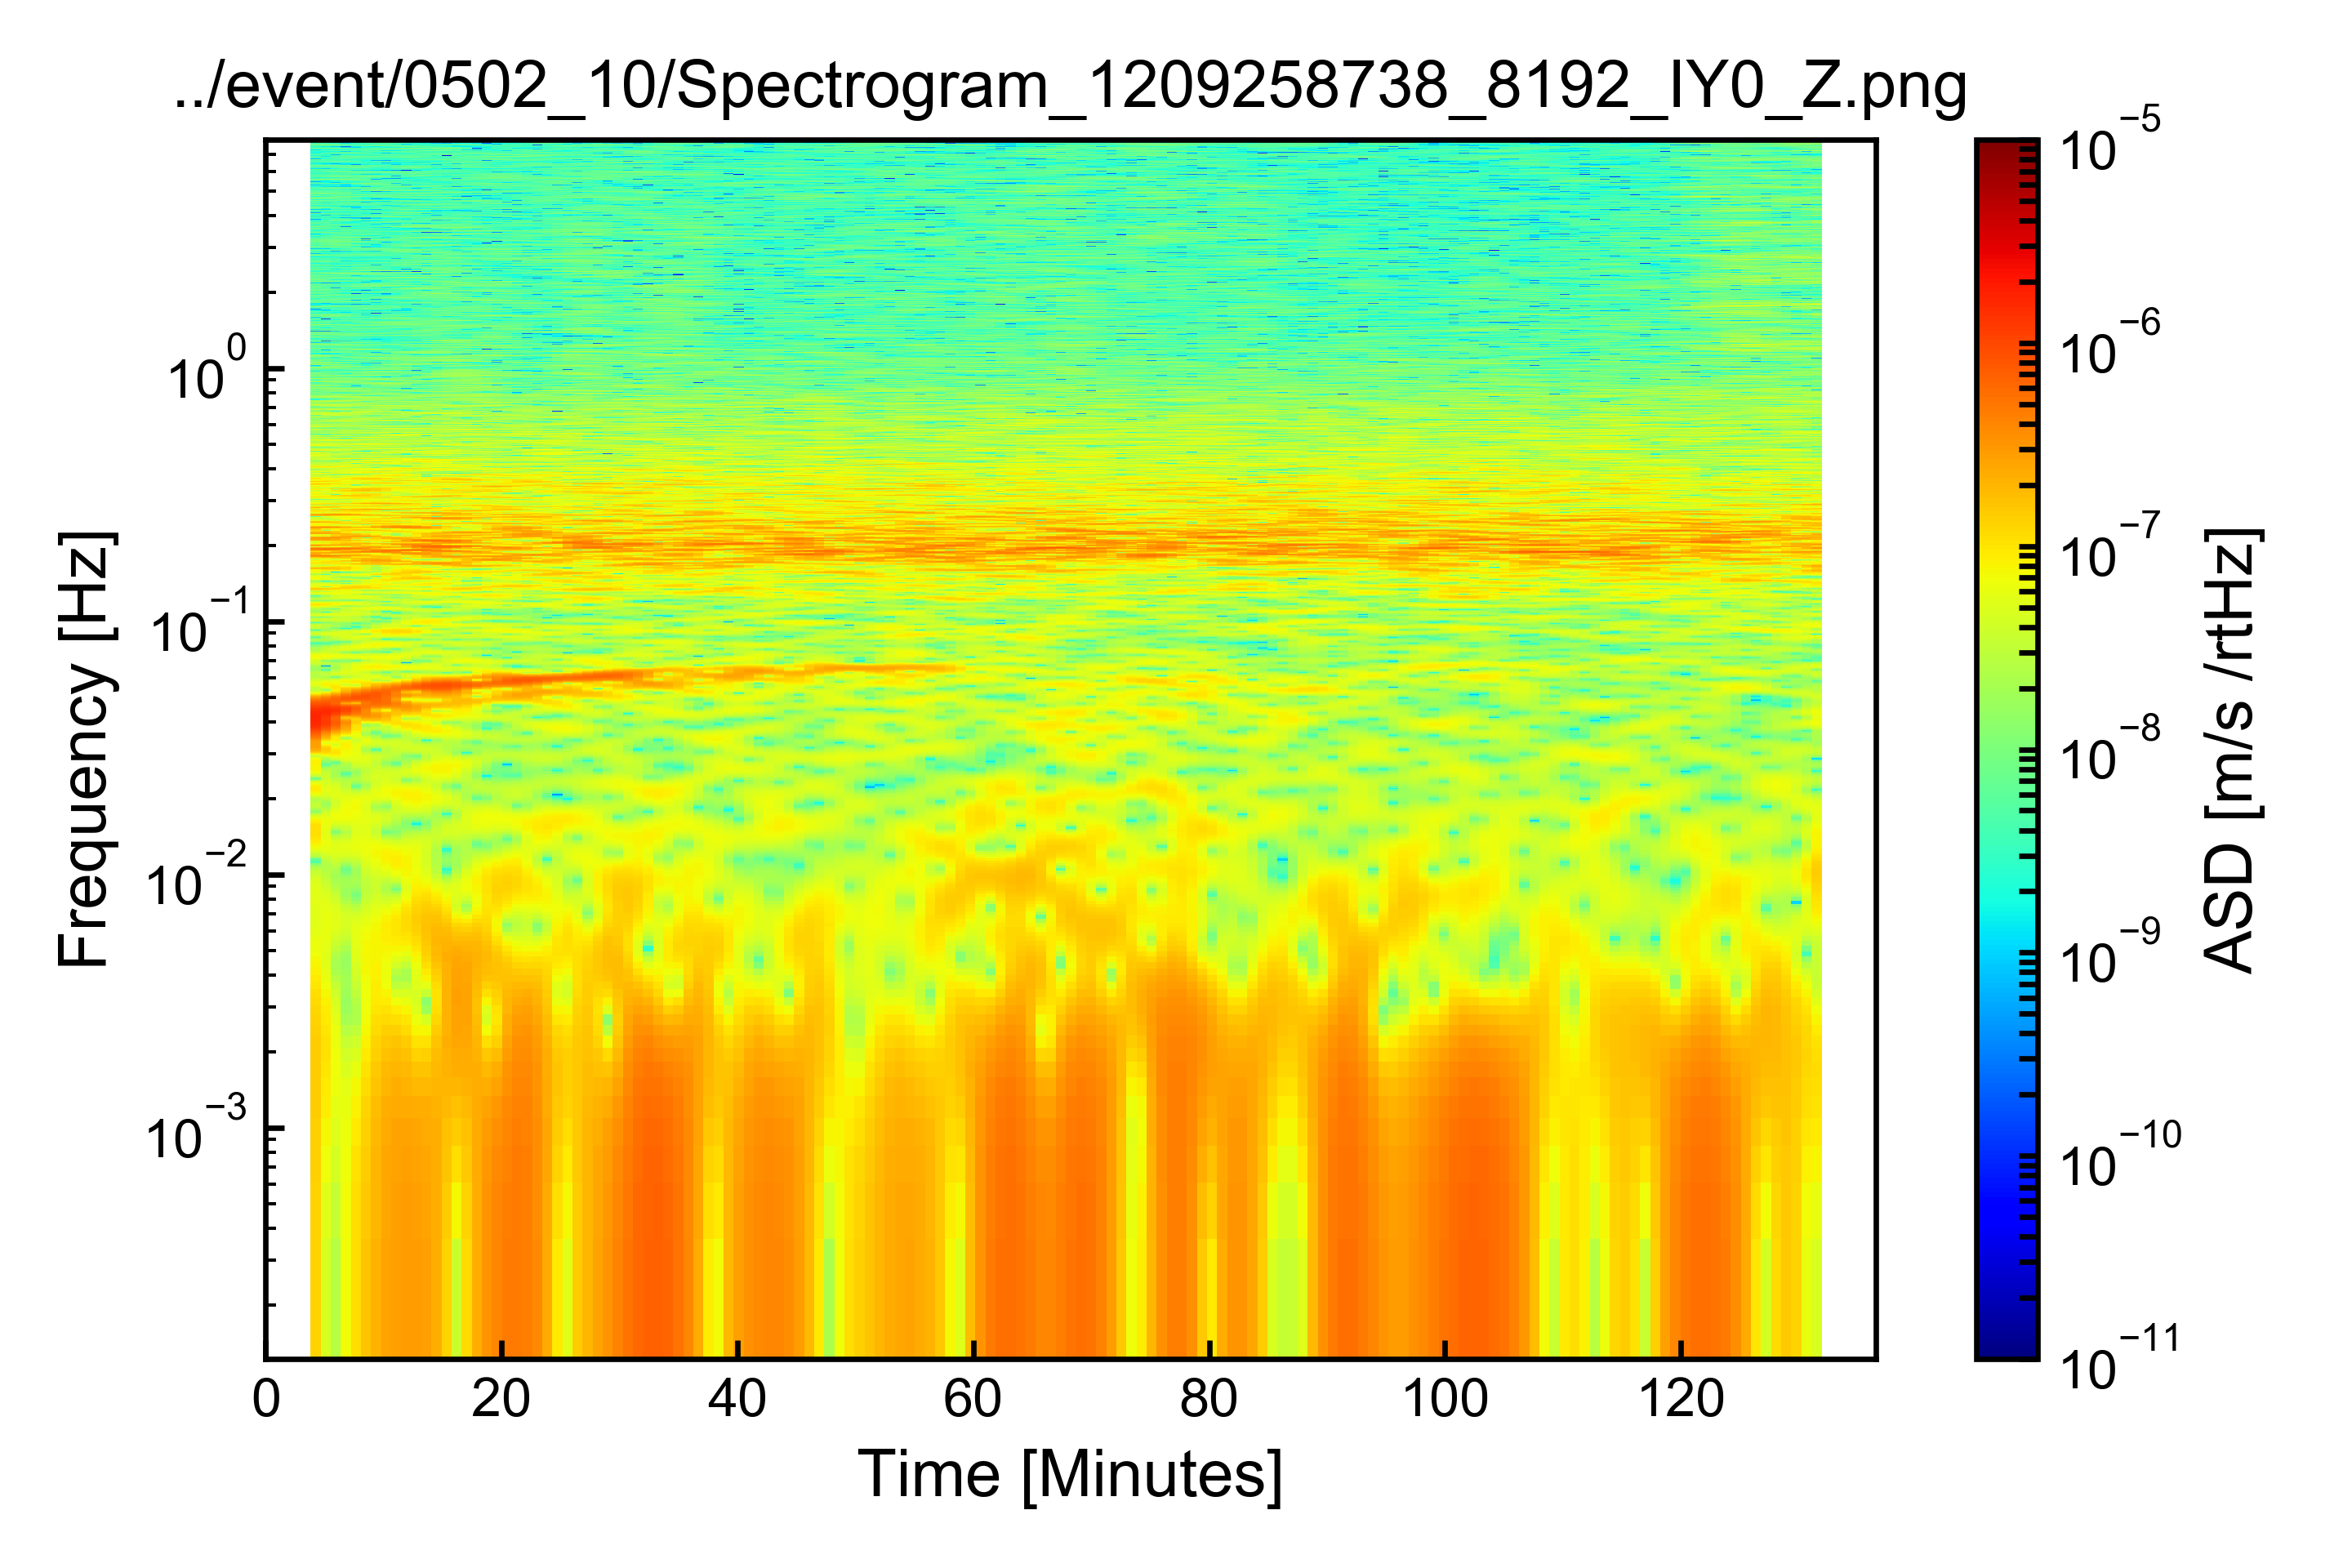 ../event/0502_10/Spectrogram_1209258738_8192_IY0_Z.png
Frequency [Hz]
10^0
10^−1
10^−2
10^−3
0 20 40 60 80 100 120
Time [Minutes]
10^−5
10^−6
10^−7
10^−8
10^−9
10^−10
10^−11
ASD [m/s /rtHz]